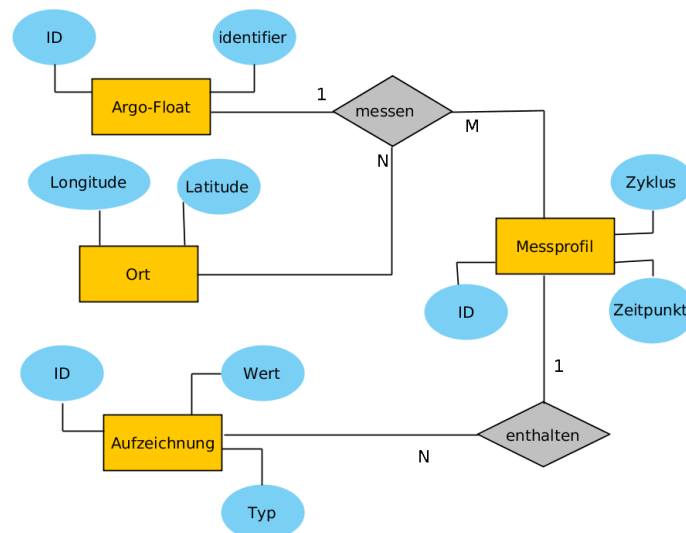 ID
identifier
Argo-Float
1
messen
M
N
Longitude
Latitude
Ort
Zyklus
Messprofil
ID
Zeitpunkt
1
ID
Wert
Aufzeichnung
enthalten
N
Typ